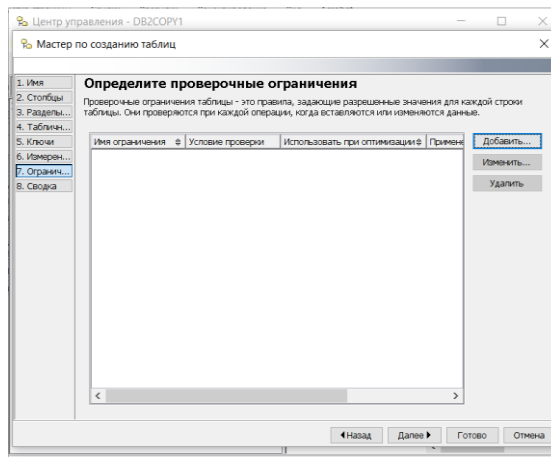 Центр управления - DB2COPY1
Мастер по созданию таблиц
1. Имя
2. Столбцы
3. Разделы...
4. Табличн...
5. Ключи
6. Измерен...
7. Огранич...
8. Сводка
Определите проверочные ограничения
Проверочные ограничения таблицы - это правила, задающие разрешенные значения для каждой строки
таблицы. Они проверяются при каждой операции, когда вставляются или изменяются данные.
Имя ограничения Условие проверки Использовать при оптимизации Примене
Добавить...
Изменить...
Удалить
Назад Далее Готово Отмена